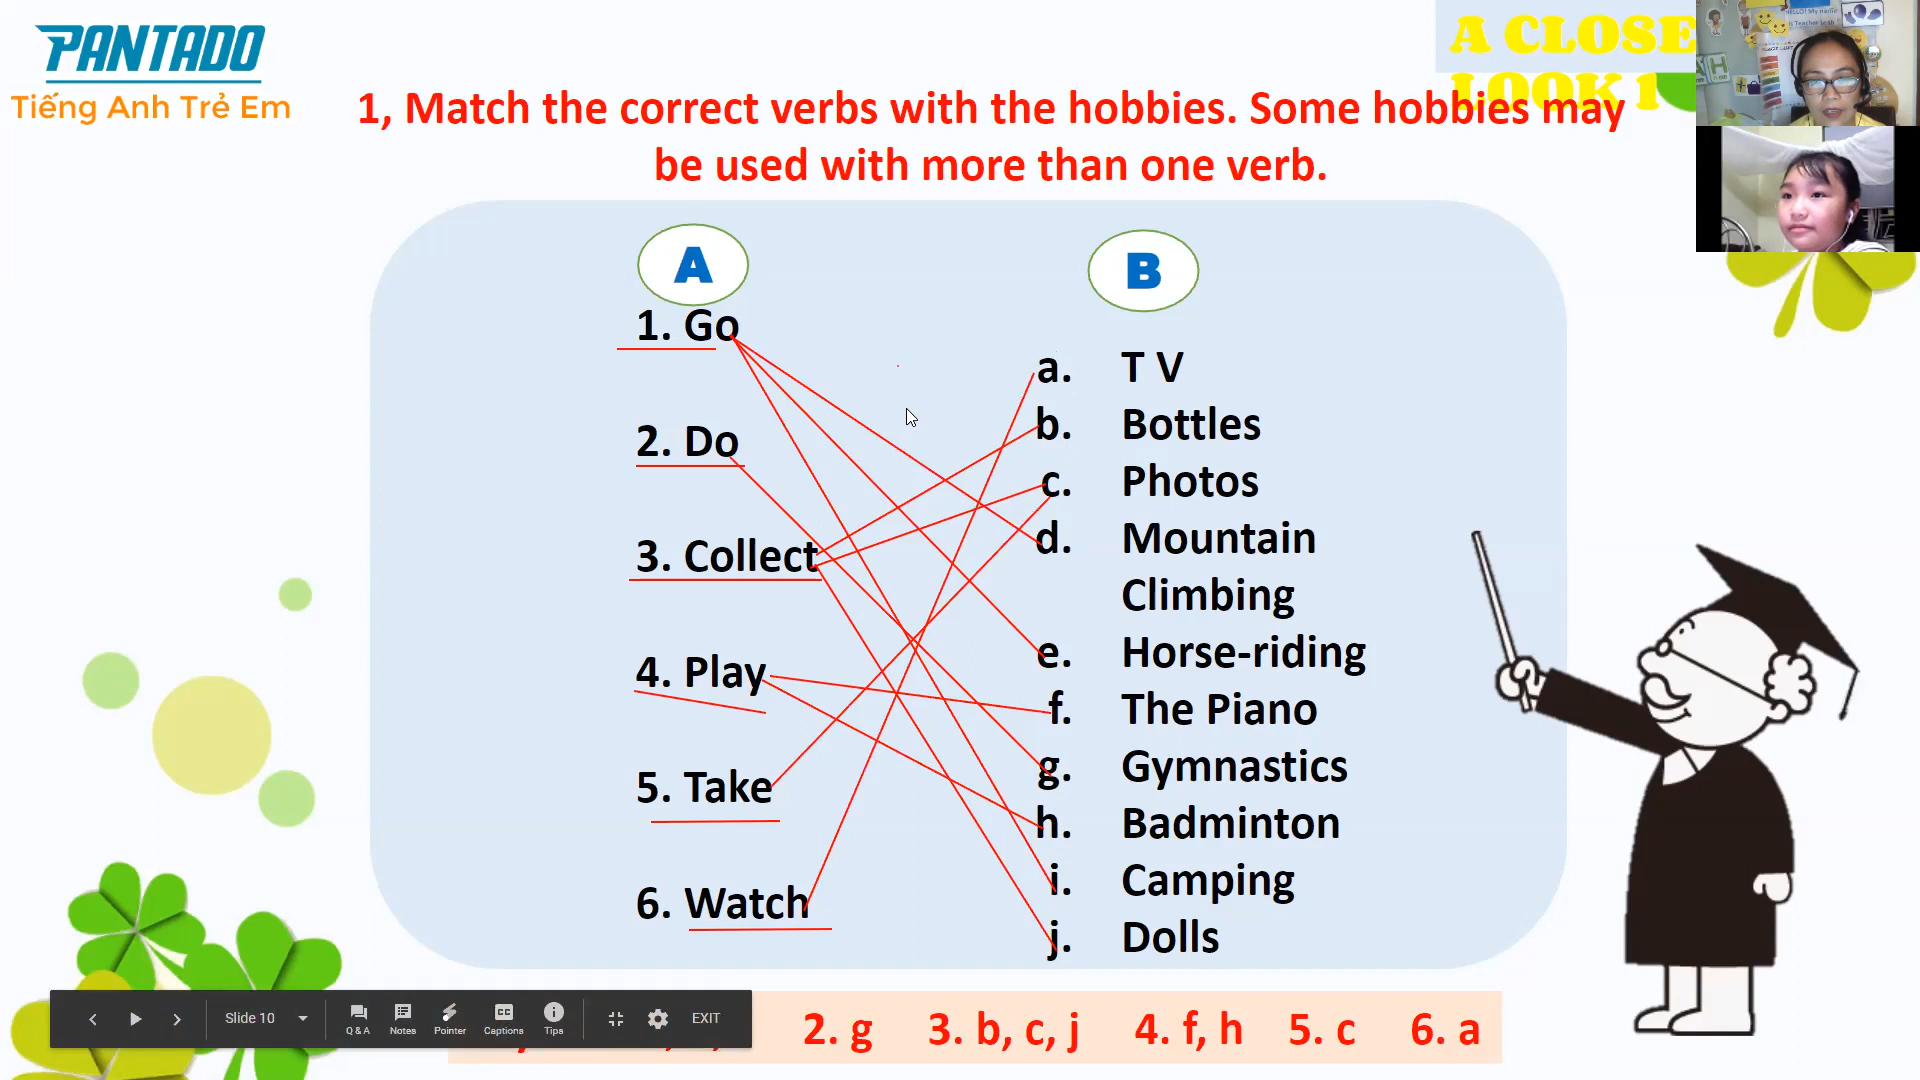 PANTADO
Tiếng Anh Trẻ Em
A CLOSE
LOOK 1
1, Match the correct verbs with the hobbies. Some hobbies may
be used with more than one verb.
A
B
1. Go
2. Do
3. Collect
4. Play
5. Take
6. Watch
a. T V
b. Bottles
c. Photos
d. Mountain
Climbing
e. Horse-riding
f. The Piano
g. Gymnastics
h. Badminton
i. Camping
j. Dolls
2. g 3. b, c, j 4. f, h 5. c 6. a
Slide 10
Q & A
Notes
Pointer
Captions
Tips
EXIT